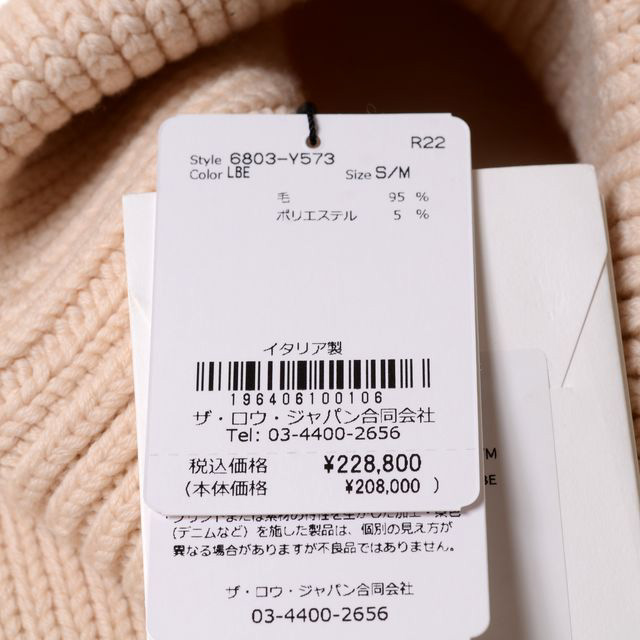 R22
Style 6803-Y573
Color LBE Size S/M
毛 95 %
ポリエステル 5 %
イタリア製
196406100106
ザ・ロウ・ジャパン合同会社
Tel: 03-4400-2656
税込価格 ¥228,800
(本体価格 ¥208,000 )
/M
BE
(デニムなど)を施した製品は、個別の見え方が
異なる場合がありますが不良品ではありません。
ザ・ロウ・ジャパン合同会社
03-4400-2656